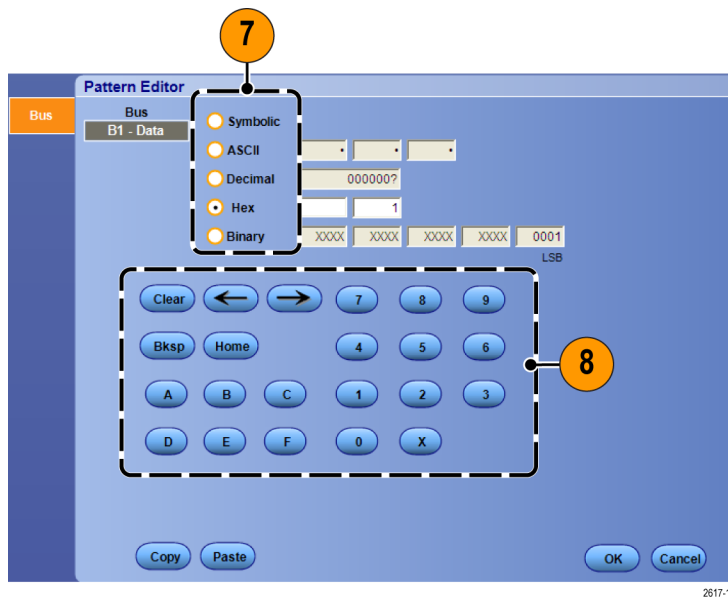 7
Pattern Editor
Bus
Bus
B1 - Data
Symbolic
ASCII
Decimal 000000?
Hex 1
Binary XXXX XXXX XXXX XXXX 0001
LSB
Clear ← → 7 8 9
Bksp Home 4 5 6
8
A B C 1 2 3
D E F 0 X
Copy Paste OK Cancel